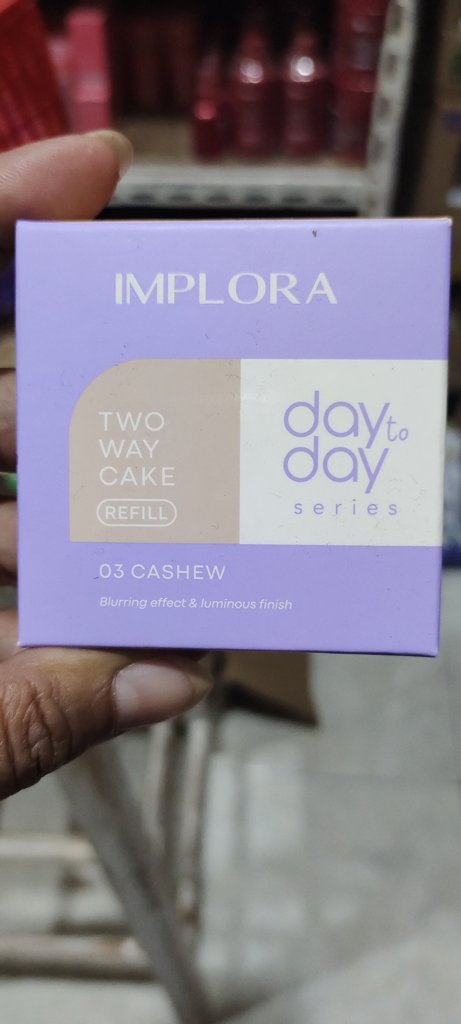 IMPLORA
TWO
WAY
CAKE
REFILL
day to
day
series
03 CASHEW
Blurring effect & luminous finish